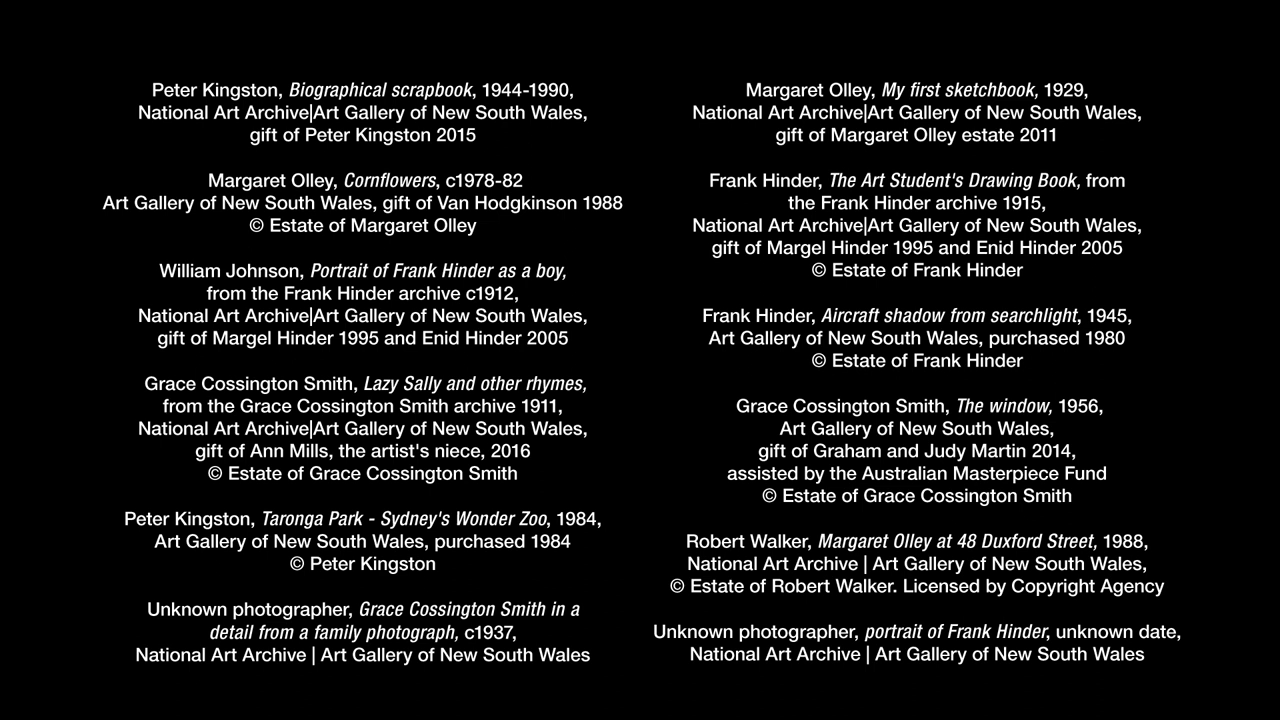 Peter Kingston, Biographical scrapbook, 1944-1990,
National Art Archive|Art Gallery of New South Wales,
gift of Peter Kingston 2015
Margaret Olley, Cornflowers, c1978-82
Art Gallery of New South Wales, gift of Van Hodgkinson 1988
© Estate of Margaret Olley
William Johnson, Portrait of Frank Hinder as a boy,
from the Frank Hinder archive c1912,
National Art Archive|Art Gallery of New South Wales,
gift of Margel Hinder 1995 and Enid Hinder 2005
Grace Cossington Smith, Lazy Sally and other rhymes,
from the Grace Cossington Smith archive 1911,
National Art Archive|Art Gallery of New South Wales,
gift of Ann Mills, the artist's niece, 2016
© Estate of Grace Cossington Smith
Peter Kingston, Taronga Park - Sydney's Wonder Zoo, 1984,
Art Gallery of New South Wales, purchased 1984
© Peter Kingston
Unknown photographer, Grace Cossington Smith in a
detail from a family photograph, c1937,
National Art Archive | Art Gallery of New South Wales
Margaret Olley, My first sketchbook, 1929,
National Art Archive|Art Gallery of New South Wales,
gift of Margaret Olley estate 2011
Frank Hinder, The Art Student's Drawing Book, from
the Frank Hinder archive 1915,
National Art Archive|Art Gallery of New South Wales,
gift of Margel Hinder 1995 and Enid Hinder 2005
© Estate of Frank Hinder
Frank Hinder, Aircraft shadow from searchlight, 1945,
Art Gallery of New South Wales, purchased 1980
© Estate of Frank Hinder
Grace Cossington Smith, The window, 1956,
Art Gallery of New South Wales,
gift of Graham and Judy Martin 2014,
assisted by the Australian Masterpiece Fund
© Estate of Grace Cossington Smith
Robert Walker, Margaret Olley at 48 Duxford Street, 1988,
National Art Archive | Art Gallery of New South Wales,
© Estate of Robert Walker. Licensed by Copyright Agency
Unknown photographer, portrait of Frank Hinder, unknown date,
National Art Archive | Art Gallery of New South Wales